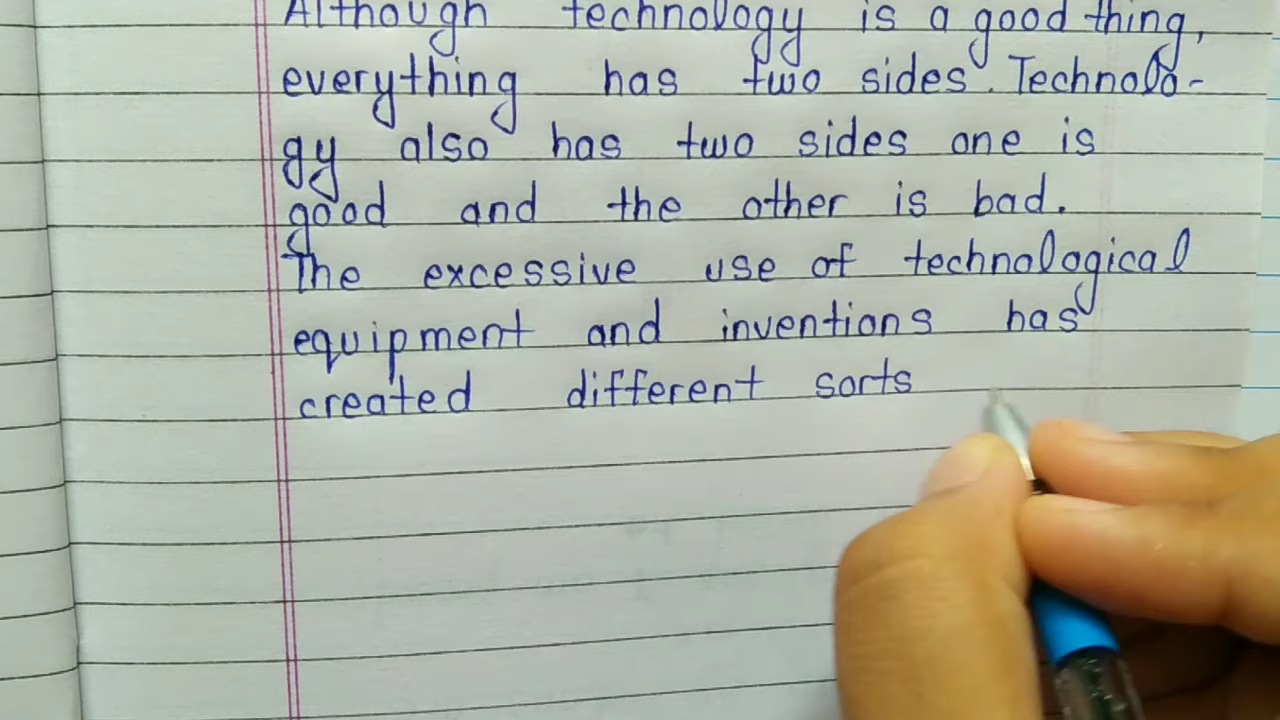 Although technology is a good thing,
everything has two sides. Technolo-
gy also has two sides one is
good and the other is bad.
The excessive use of technological
equipment and inventions has
created different sorts